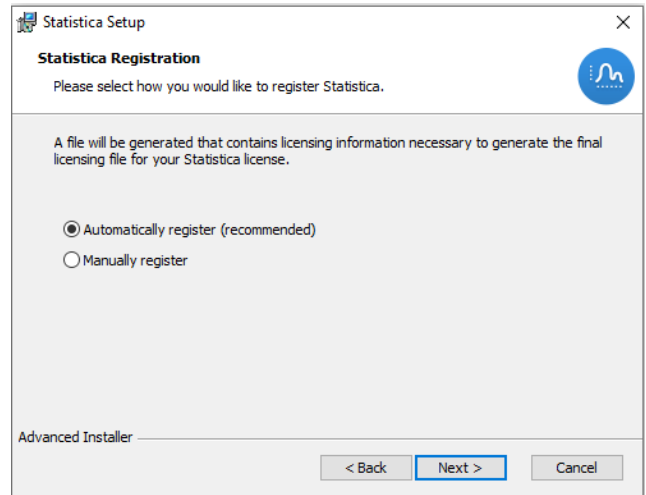 Statistica Setup
Statistica Registration
Please select how you would like to register Statistica.
A file will be generated that contains licensing information necessary to generate the final
licensing file for your Statistica license.
Automatically register (recommended)
Manually register
Advanced Installer
< Back Next > Cancel